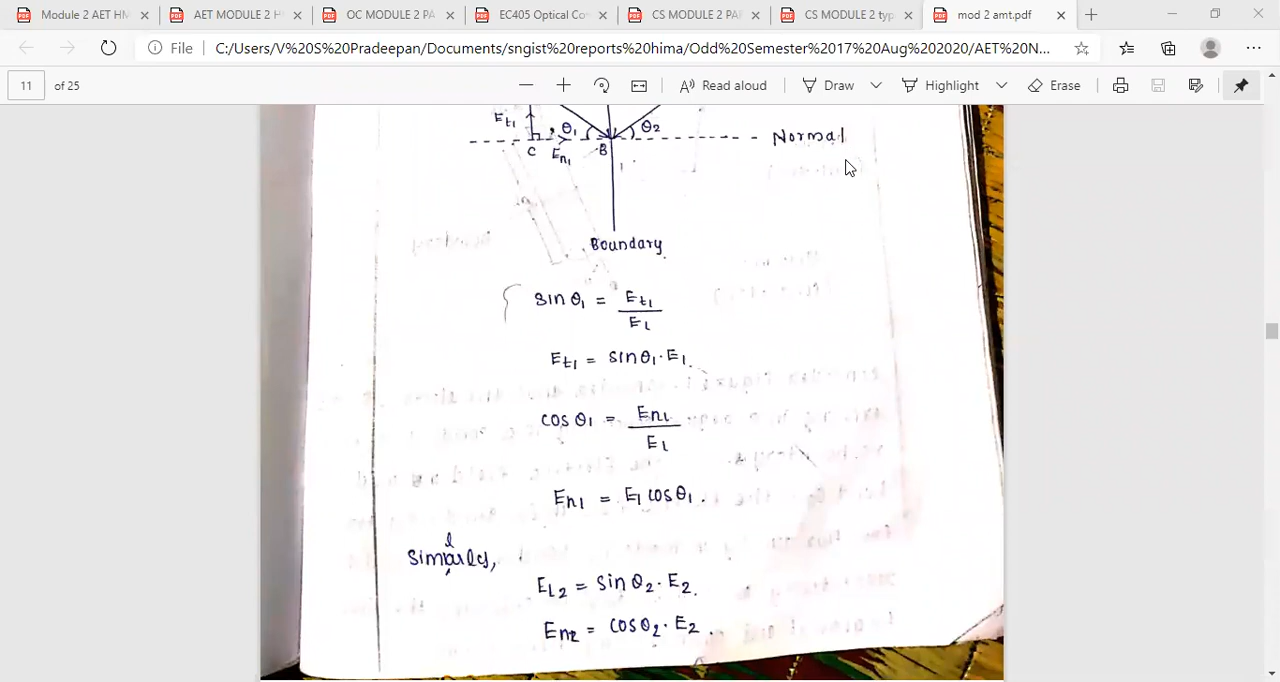 Module 2 AET HM
AET MODULE 2 H
OC MODULE 2 PA
EC405 Optical Co
CS MODULE 2 PA
CS MODULE 2 typ
mod 2 amt.pdf
File
C:/Users/V%20S%20Pradeepan/Documents/sngist%20reports%20hima/Odd%20Semester%2017%20Aug%202020/AET%20N...
11 of 25
Read aloud
Draw
Highlight
Erase
Et1 θ1 θ2
Normal
C En1 B
Boundary
sin θ1 = Et1 / E1
Et1 = sin θ1 · E1.
cos θ1 = En1 / E1
En1 = E1 cos θ1.
Simarly,
l
Et2 = sin θ2 · E2.
En2 = cos θ2 · E2.